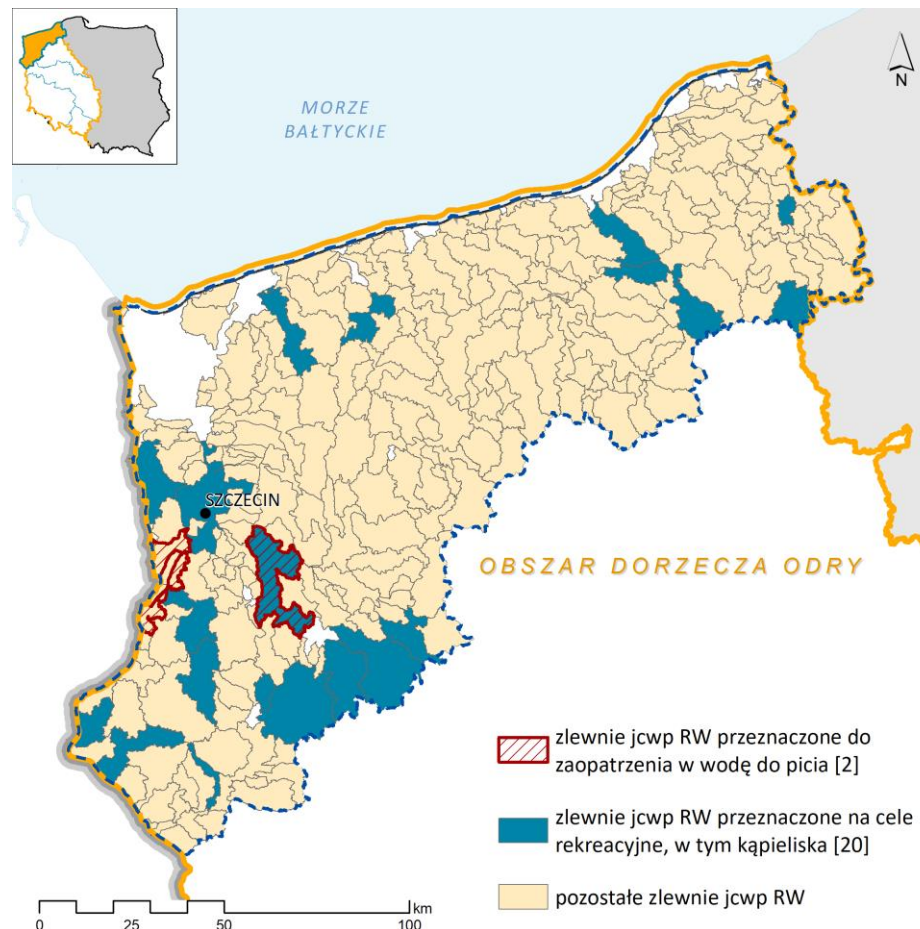 N
MORZE
BAŁTYCKIE
SZCZECIN
OBSZAR DORZECZA ODRY
zlewnie jcwp RW przeznaczone do
zaopatrzenia w wodę do picia [2]
zlewnie jcwp RW przeznaczone na cele
rekreacyjne, w tym kąpieliska [20]
pozostałe zlewnie jcwp RW
km
0 25 50 100